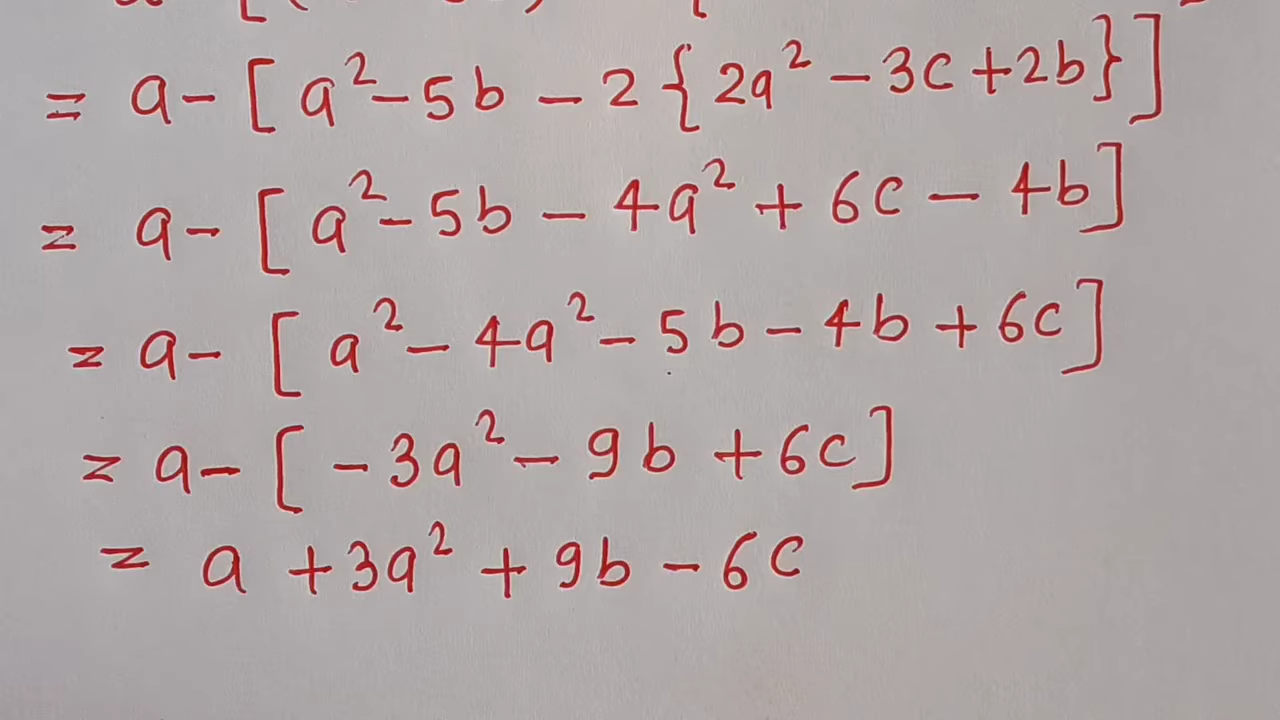 = a - [ a² - 5b - 2 { 2a² - 3c + 2b } ]
= a - [ a² - 5b - 4a² + 6c - 4b ]
= a - [ a² - 4a² - 5b - 4b + 6c ]
= a - [ - 3a² - 9b + 6c ]
= a + 3a² + 9b - 6c